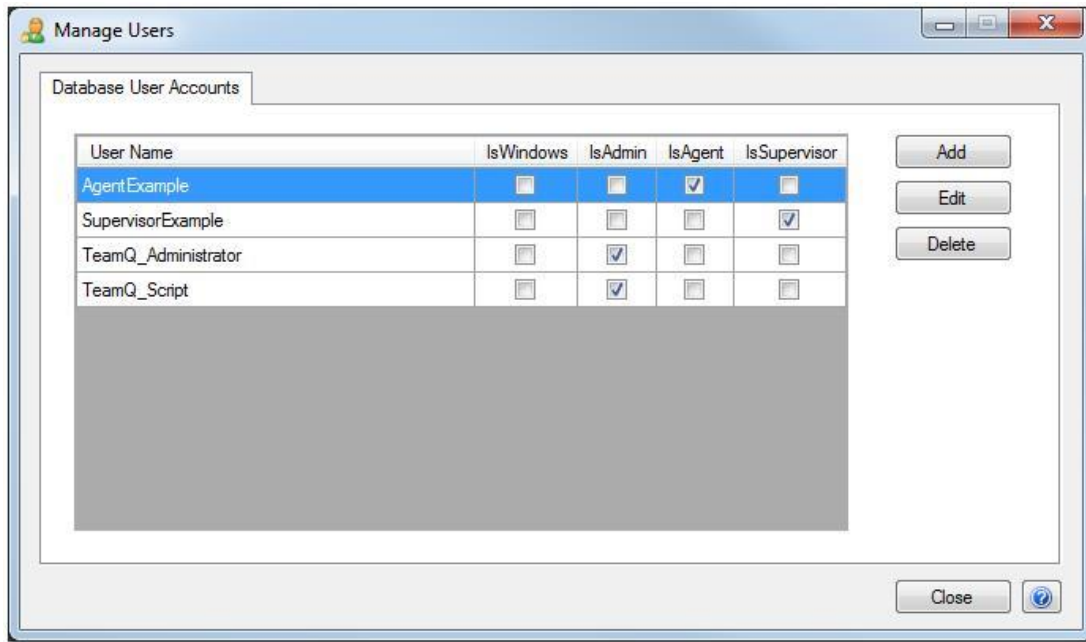 Manage Users
Database User Accounts
User Name IsWindows IsAdmin IsAgent IsSupervisor
AgentExample
SupervisorExample
TeamQ_Administrator
TeamQ_Script
Add
Edit
Delete
Close